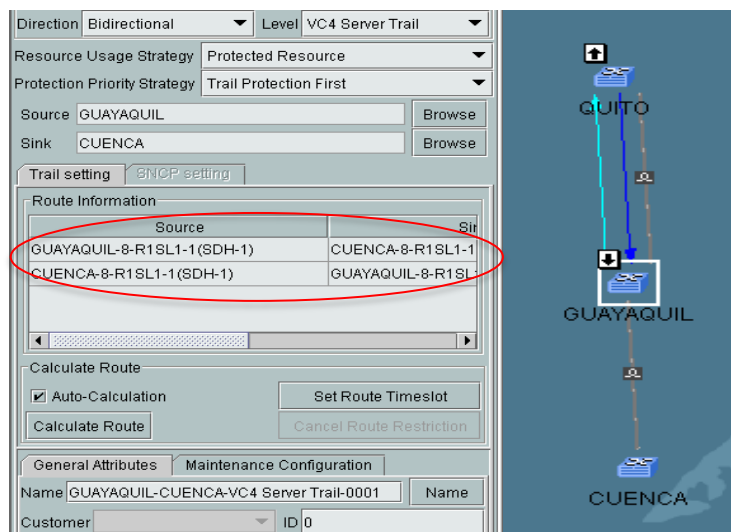 Direction Bidirectional Level VC4 Server Trail
Resource Usage Strategy Protected Resource
Protection Priority Strategy Trail Protection First
Source GUAYAQUIL Browse
Sink CUENCA Browse
Trail setting SNCP setting
Route Information
Source Sin
GUAYAQUIL-8-R1SL1-1(SDH-1) CUENCA-8-R1SL1-1
CUENCA-8-R1SL1-1(SDH-1) GUAYAQUIL-8-R1SL
Calculate Route
Auto-Calculation Set Route Timeslot
Calculate Route Cancel Route Restriction
General Attributes Maintenance Configuration
Name GUAYAQUIL-CUENCA-VC4 Server Trail-0001 Name
Customer ID 0
QUITO
GUAYAQUIL
CUENCA